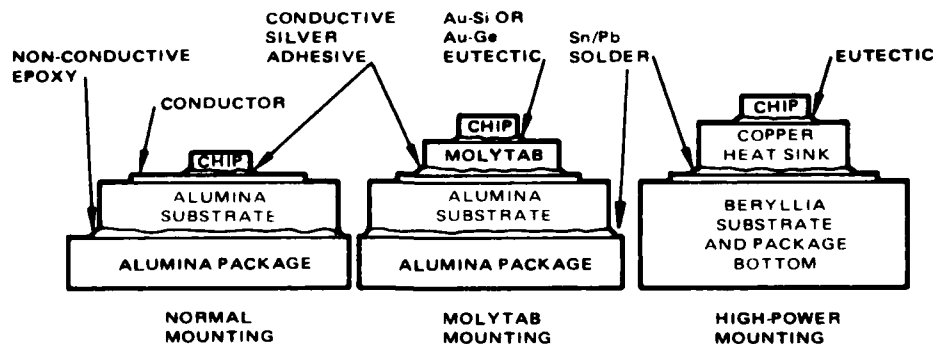 NON-CONDUCTIVE
EPOXY
CONDUCTOR
CONDUCTIVE
SILVER
ADHESIVE
Au-Si OR
Au-Ge
EUTECTIC
Sn/Pb
SOLDER
EUTECTIC
CHIP
ALUMINA
SUBSTRATE
ALUMINA PACKAGE
NORMAL
MOUNTING
CHIP
MOLYTAB
ALUMINA
SUBSTRATE
ALUMINA PACKAGE
MOLYTAB
MOUNTING
CHIP
COPPER
HEAT SINK
BERYLLIA
SUBSTRATE
AND PACKAGE
BOTTOM
HIGH-POWER
MOUNTING